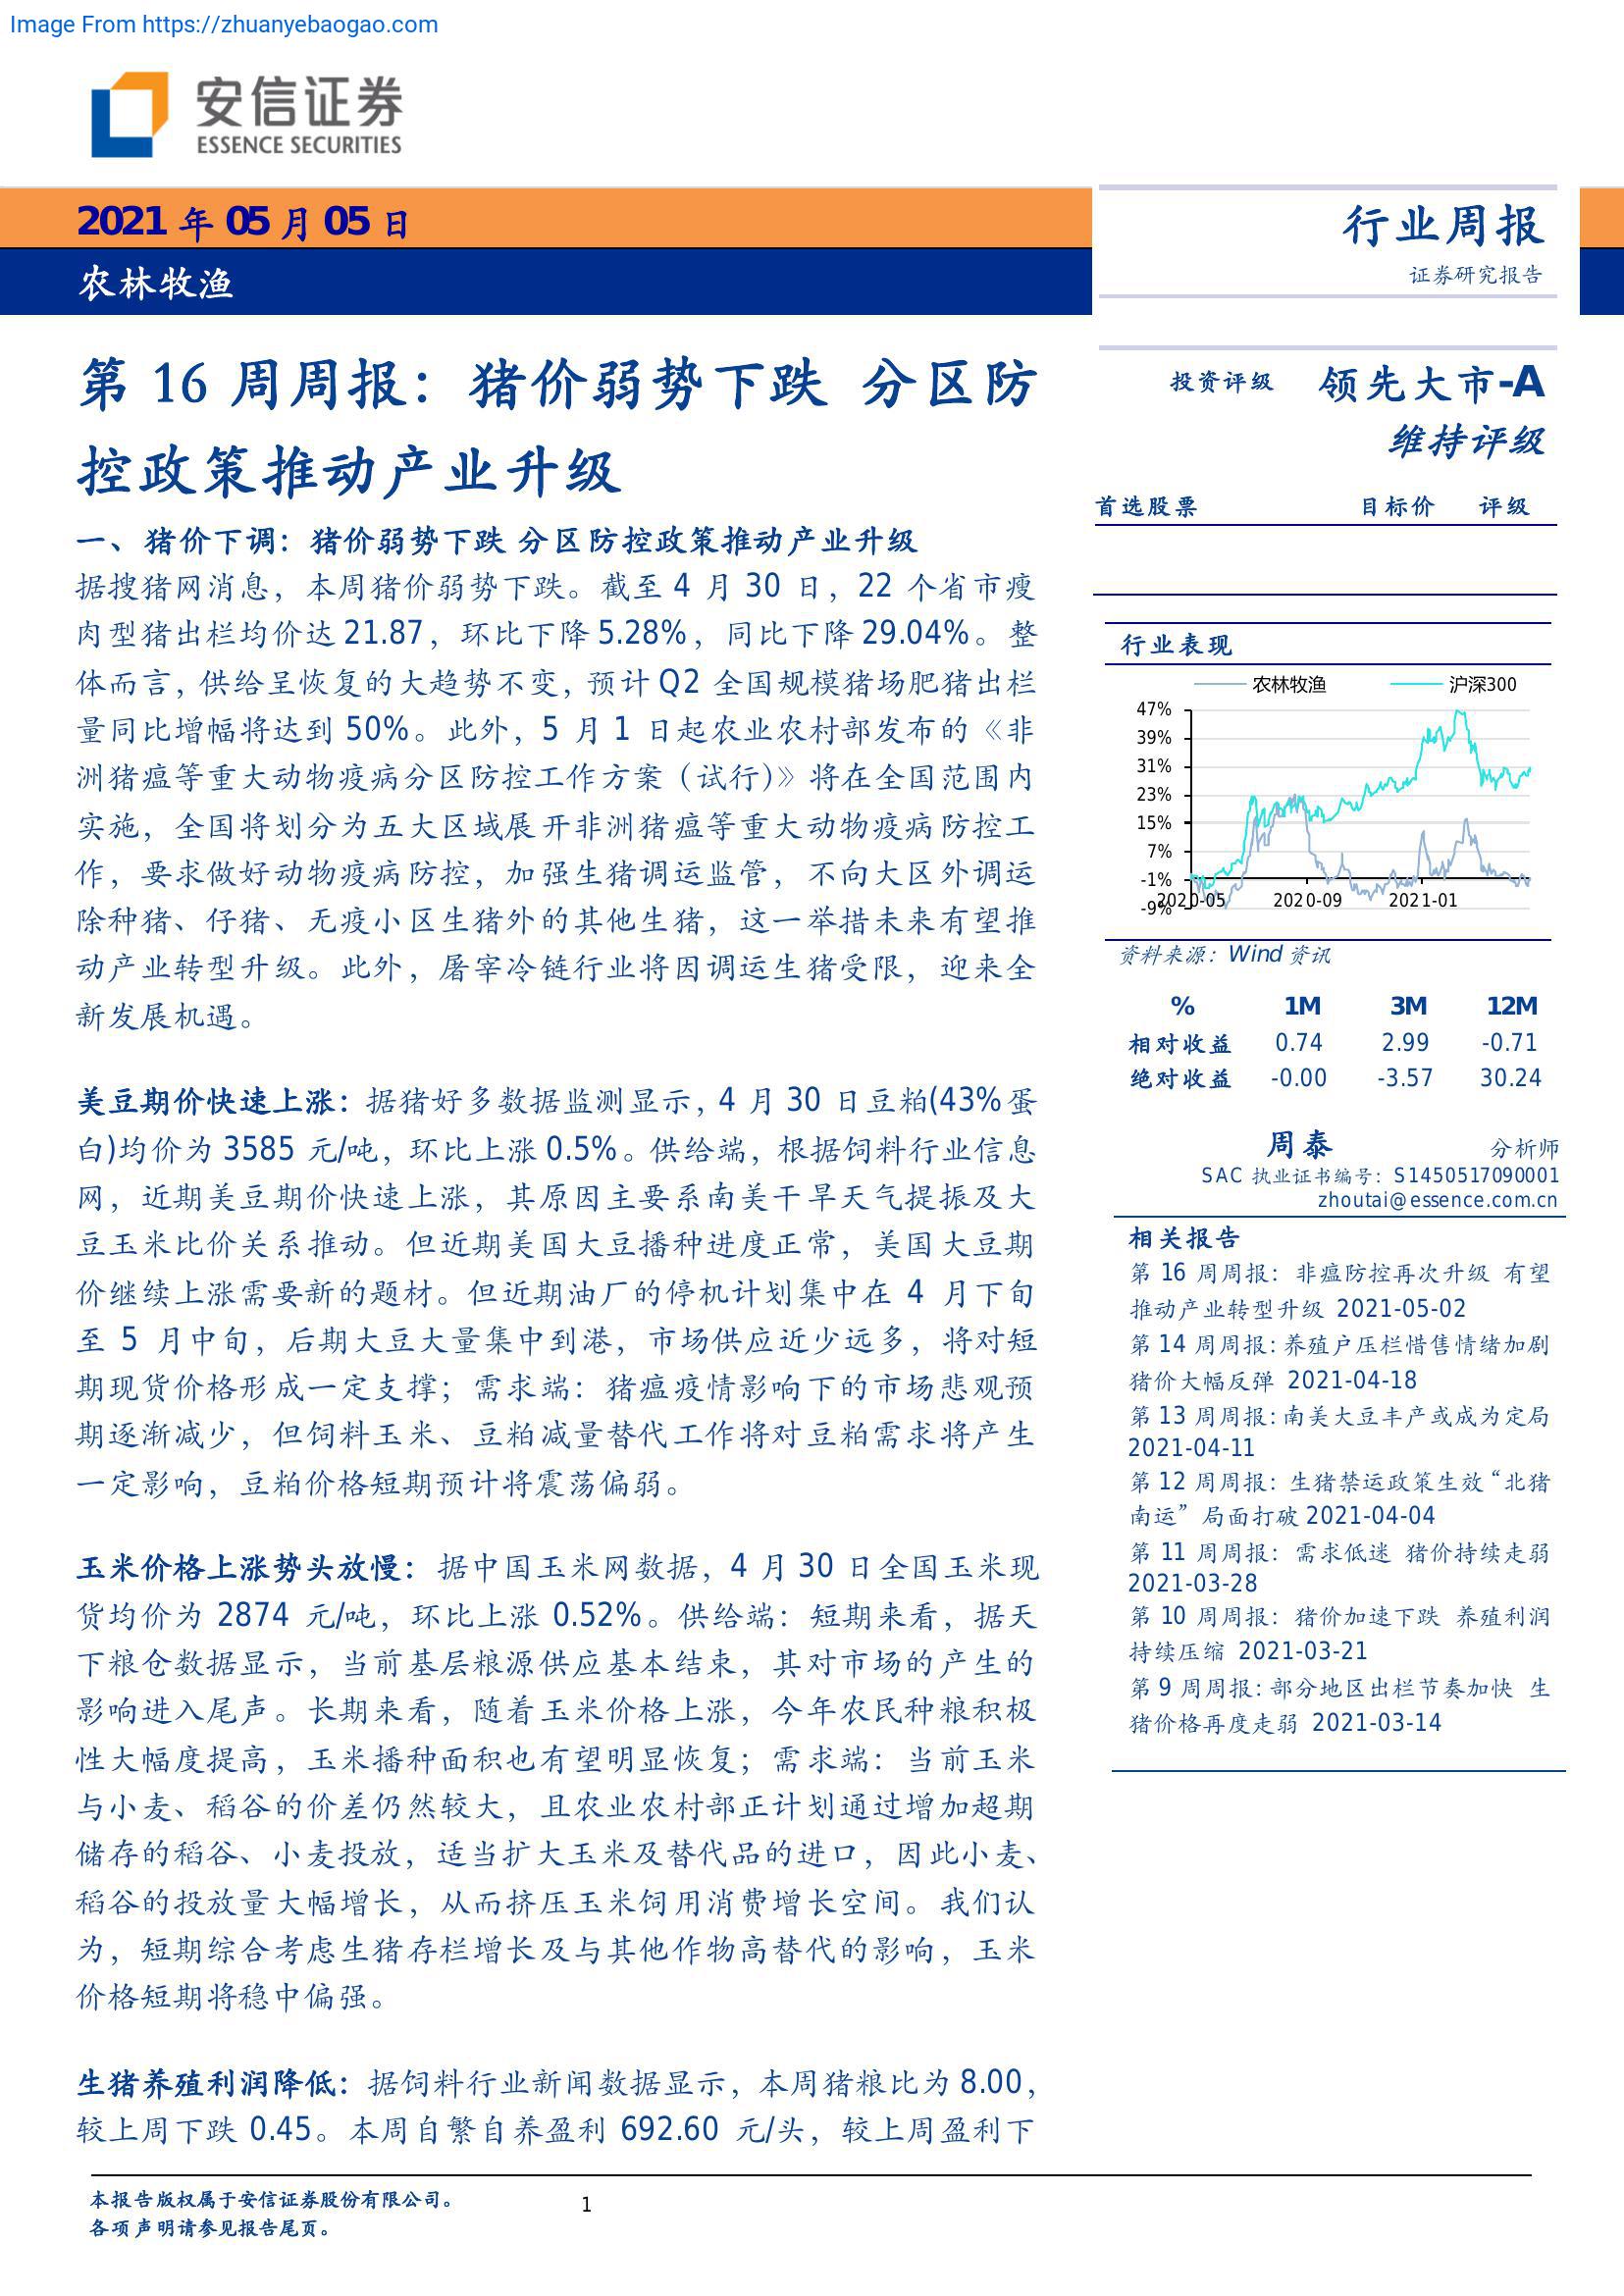 Image From https://zhuanyebaogao.com
安信证券
ESSENCE SECURITIES
2021 年 05 月 05 日
农林牧渔
行业周报
证券研究报告
第 16 周周报：猪价弱势下跌 分区防
控政策推动产业升级
一、猪价下调：猪价弱势下跌 分区防控政策推动产业升级
据搜猪网消息，本周猪价弱势下跌。截至 4 月 30 日，22 个省市瘦
肉型猪出栏均价达 21.87，环比下降 5.28%，同比下降 29.04%。整
体而言，供给呈恢复的大趋势不变，预计 Q2 全国规模猪场肥猪出栏
量同比增幅将达到 50%。此外，5 月 1 日起农业农村部发布的《非
洲猪瘟等重大动物疫病分区防控工作方案（试行)》将在全国范围内
实施，全国将划分为五大区域展开非洲猪瘟等重大动物疫病防控工
作，要求做好动物疫病防控，加强生猪调运监管，不向大区外调运
除种猪、仔猪、无疫小区生猪外的其他生猪，这一举措未来有望推
动产业转型升级。此外，屠宰冷链行业将因调运生猪受限，迎来全
新发展机遇。
美豆期价快速上涨：据猪好多数据监测显示，4 月 30 日豆粕(43%蛋
白)均价为 3585 元/吨，环比上涨 0.5%。供给端，根据饲料行业信息
网，近期美豆期价快速上涨，其原因主要系南美干旱天气提振及大
豆玉米比价关系推动。但近期美国大豆播种进度正常，美国大豆期
价继续上涨需要新的题材。但近期油厂的停机计划集中在 4 月下旬
至 5 月中旬，后期大豆大量集中到港，市场供应近少远多，将对短
期现货价格形成一定支撑；需求端：猪瘟疫情影响下的市场悲观预
期逐渐减少，但饲料玉米、豆粕减量替代工作将对豆粕需求将产生
一定影响，豆粕价格短期预计将震荡偏弱。
玉米价格上涨势头放慢：据中国玉米网数据，4 月 30 日全国玉米现
货均价为 2874 元/吨，环比上涨 0.52%。供给端：短期来看，据天
下粮仓数据显示，当前基层粮源供应基本结束，其对市场的产生的
影响进入尾声。长期来看，随着玉米价格上涨，今年农民种粮积极
性大幅度提高，玉米播种面积也有望明显恢复；需求端：当前玉米
与小麦、稻谷的价差仍然较大，且农业农村部正计划通过增加超期
储存的稻谷、小麦投放，适当扩大玉米及替代品的进口，因此小麦、
稻谷的投放量大幅增长，从而挤压玉米饲用消费增长空间。我们认
为，短期综合考虑生猪存栏增长及与其他作物高替代的影响，玉米
价格短期将稳中偏强。
生猪养殖利润降低：据饲料行业新闻数据显示，本周猪粮比为 8.00，
较上周下跌 0.45。本周自繁自养盈利 692.60 元/头，较上周盈利下
投资评级 领先大市-A
维持评级
首选股票 目标价 评级
行业表现
农林牧渔 沪深300
47%
39%
31%
23%
15%
7%
-1%
-9%
2020-05 2020-09 2021-01
资料来源：Wind 资讯
% 1M 3M 12M
相对收益 0.74 2.99 -0.71
绝对收益 -0.00 -3.57 30.24
周泰 分析师
SAC 执业证书编号：S1450517090001
zhoutai@essence.com.cn
相关报告
第 16 周周报：非瘟防控再次升级 有望
推动产业转型升级 2021-05-02
第 14 周周报：养殖户压栏惜售情绪加剧
猪价大幅反弹 2021-04-18
第 13 周周报：南美大豆丰产或成为定局
2021-04-11
第 12 周周报：生猪禁运政策生效“北猪
南运”局面打破 2021-04-04
第 11 周周报：需求低迷 猪价持续走弱
2021-03-28
第 10 周周报：猪价加速下跌 养殖利润
持续压缩 2021-03-21
第 9 周周报：部分地区出栏节奏加快 生
猪价格再度走弱 2021-03-14
本报告版权属于安信证券股份有限公司。
各项声明请参见报告尾页。
1